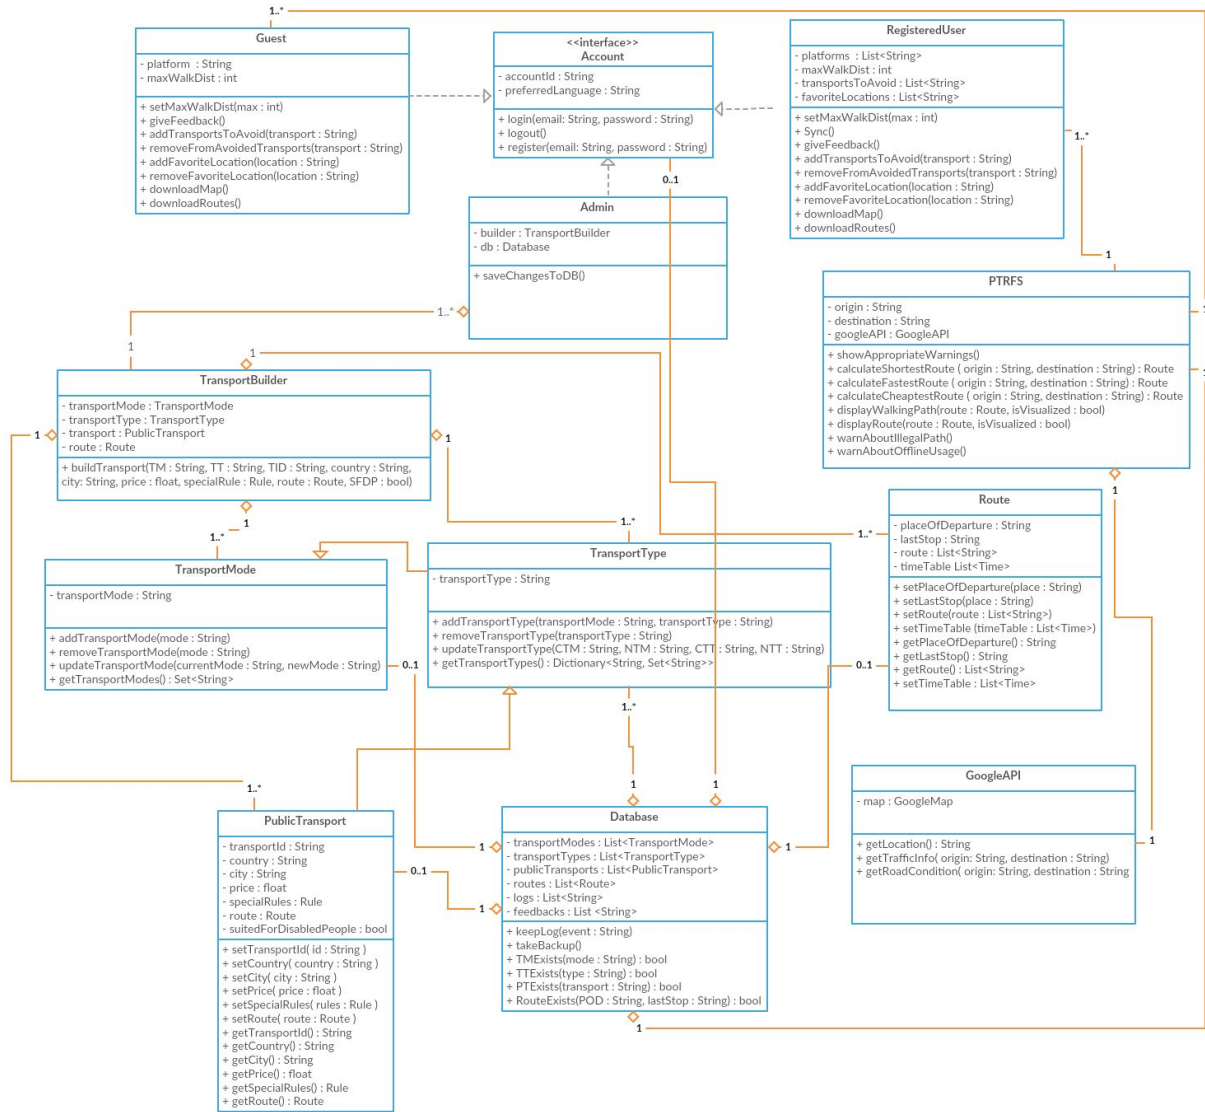 1..*
Guest
- platform : String
- maxWalkDist : int
+ setMaxWalkDist(max : int)
+ giveFeedback()
+ addTransportsToAvoid(transport : String)
+ removeFromAvoidedTransports(transport : String)
+ addFavoriteLocation(location : String)
+ removeFavoriteLocation(location : String)
+ downloadMap()
+ downloadRoutes()
<<interface>>
Account
- accountId : String
- preferredLanguage : String
+ login(email: String, password : String)
+ logout()
+ register(email: String, password : String)
0..1
RegisteredUser
- platforms : List<String>
- maxWalkDist : int
- transportsToAvoid : List<String>
- favoriteLocations : List<String>
+ setMaxWalkDist(max : int)
+ Sync()
+ giveFeedback()
+ addTransportsToAvoid(transport : String)
+ removeFromAvoidedTransports(transport : String)
+ addFavoriteLocation(location : String)
+ removeFavoriteLocation(location : String)
+ downloadMap()
+ downloadRoutes()
1..*
1
Admin
- builder : TransportBuilder
- db : Database
+ saveChangesToDB()
1..*
1
1
PTRFS
- origin : String
- destination : String
- googleAPI : GoogleAPI
+ showAppropriateWarnings()
+ calculateShortestRoute ( origin : String, destination : String) : Route
+ calculateFastestRoute ( origin : String, destination : String) : Route
+ calculateCheaptestRoute ( origin : String, destination : String) : Route
+ displayWalkingPath(route : Route, isVisualized : bool)
+ displayRoute(route : Route, isVisualized : bool)
+ warnAboutIllegalPath()
+ warnAboutOfflineUsage()
1
1
1
TransportBuilder
- transportMode : TransportMode
- transportType : TransportType
- transport : PublicTransport
- route : Route
+ buildTransport(TM : String, TT : String, TID : String, country : String,
city: String, price : float, specialRule : Rule, route : Route, SFDP : bool)
1
1
1
1..*
1..*
1..*
Route
- placeOfDeparture : String
- lastStop : String
- route : List<String>
- timeTable List<Time>
+ setPlaceOfDeparture(place : String)
+ setLastStop(place : String)
+ setRoute(route : List<String>)
+ setTimeTable (timeTable : List<Time>)
+ getPlaceOfDeparture() : String
+ getLastStop() : String
+ getRoute() : List<String>
+ setTimeTable : List<Time>
0..1
TransportMode
- transportMode : String
+ addTransportMode(mode : String)
+ removeTransportMode(mode : String)
+ updateTransportMode(currentMode : String, newMode : String)
+ getTransportModes() : Set<String>
0..1
TransportType
- transportType : String
+ addTransportType(transportMode : String, transportType : String)
+ removeTransportType(transportType : String)
+ updateTransportType(CTM : String, NTM : String, CTT : String, NTT : String)
+ getTransportTypes() : Dictionary<String, Set<String>>
1..*
1..*
1
1
GoogleAPI
- map : GoogleMap
+ getLocation() : String
+ getTrafficInfo( origin: String, destination : String)
+ getRoadCondition( origin: String, destination : String
1
PublicTransport
- transportId : String
- country : String
- city : String
- price : float
- specialRules : Rule
- route : Route
- suitedForDisabledPeople : bool
+ setTransportId( id : String )
+ setCountry( country : String )
+ setCity( city : String )
+ setPrice( price : float )
+ setSpecialRules( rules : Rule )
+ setRoute( route : Route )
+ getTransportId() : String
+ getCountry() : String
+ getCity() : String
+ getPrice() : float
+ getSpecialRules() : Rule
+ getRoute() : Route
0..1
1
1
1
Database
- transportModes : List<TransportMode>
- transportTypes : List<TransportType>
- publicTransports : List<PublicTransport>
- routes : List<Route>
- logs : List<String>
- feedbacks : List <String>
+ keepLog(event : String)
+ takeBackup()
+ TMExists(mode : String) : bool
+ TTExists(type : String) : bool
+ PTExists(transport : String) : bool
+ RouteExists(POD : String, lastStop : String) : bool
1